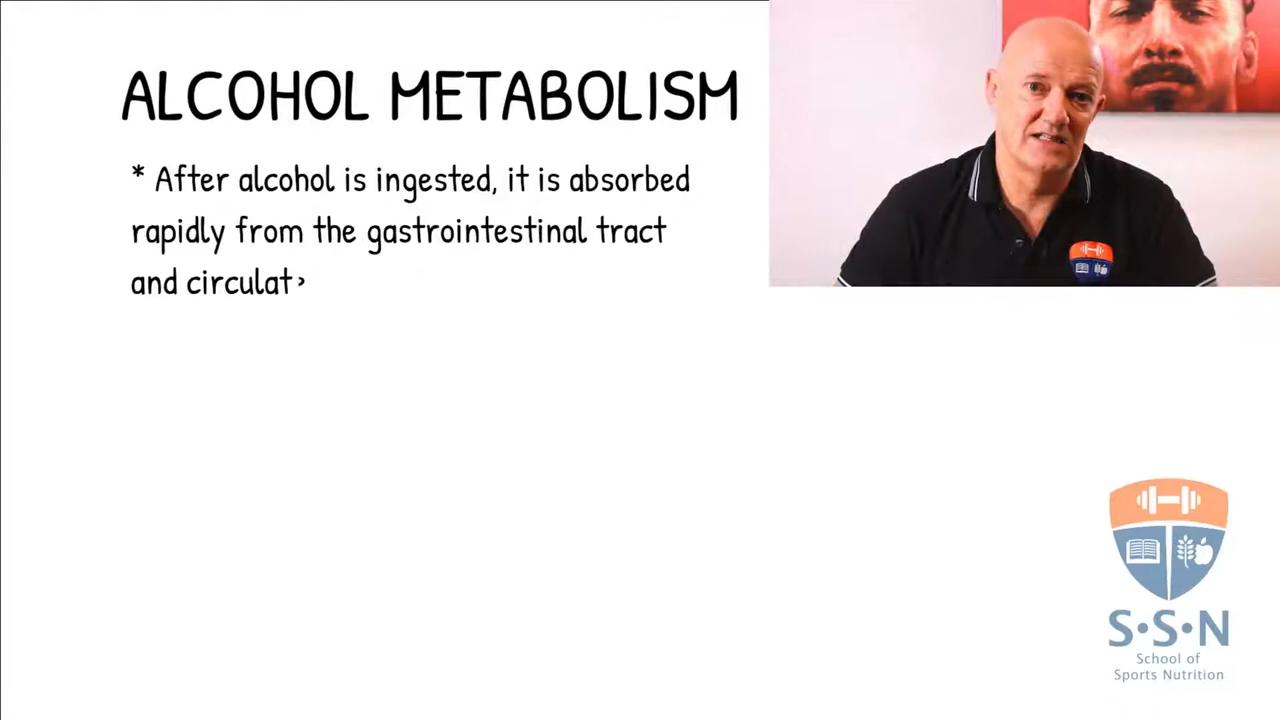 ALCOHOL METABOLISM
* After alcohol is ingested, it is absorbed
rapidly from the gastrointestinal tract
and circulat
S•S•N
School of
Sports Nutrition